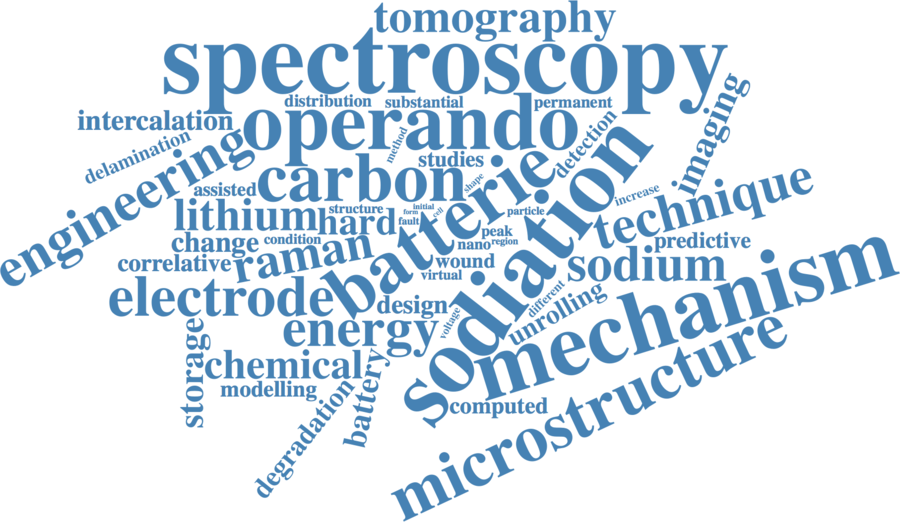 tomography
spectroscopy
distribution
substantial
permanent
intercalation
operando
imaging
detection
method
delamination
engineering
studies
carbon
batterie
sodiation
assisted
shape
increase
technique
lithium
hard
structure
initial
form
cell
fault
particle
change
condition
raman
peak
nano
region
predictive
correlative
wound
virtual
sodium
mechanism
electrode
design
different
unrolling
voltage
energy
microstructure
storage
chemical
battery
modelling
degradation
computed